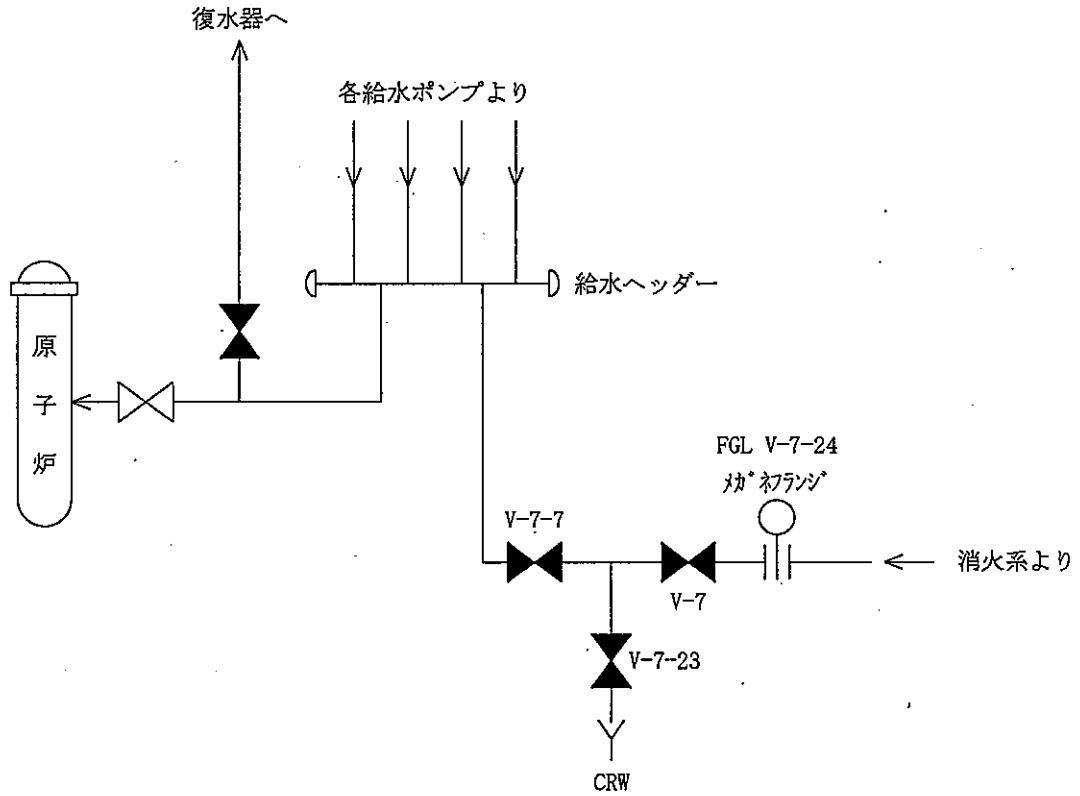 復水器へ
各給水ポンプより
給水ヘッダー
原
子
炉
FGL V-7-24
ﾒｶﾞﾈﾌﾗﾝｼﾞ
V-7-7
消火系より
V-7
V-7-23
CRW